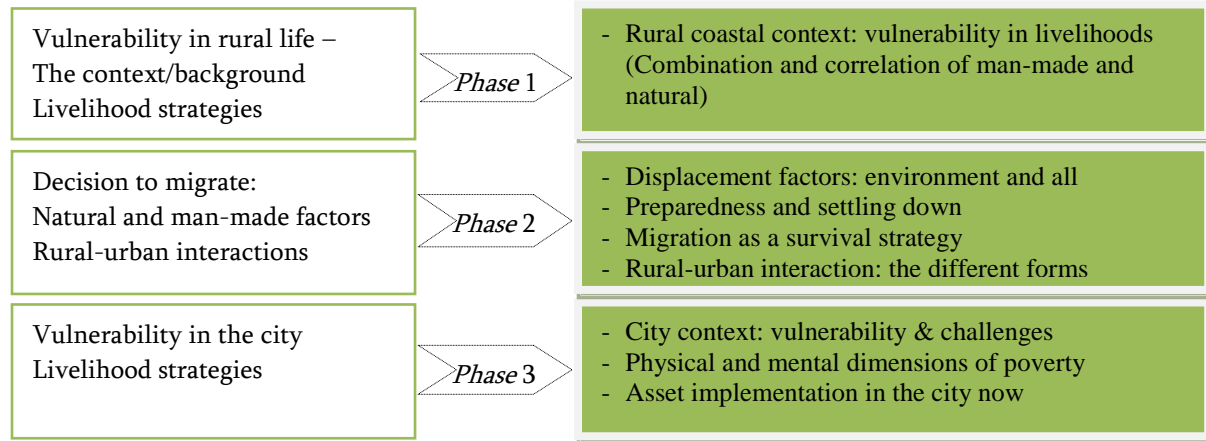 Vulnerability in rural life –
The context/background
Livelihood strategies
Phase 1
- Rural coastal context: vulnerability in livelihoods
(Combination and correlation of man-made and
natural)
Decision to migrate:
Natural and man-made factors
Rural-urban interactions
Phase 2
- Displacement factors: environment and all
- Preparedness and settling down
- Migration as a survival strategy
- Rural-urban interaction: the different forms
Vulnerability in the city
Livelihood strategies
Phase 3
- City context: vulnerability & challenges
- Physical and mental dimensions of poverty
- Asset implementation in the city now